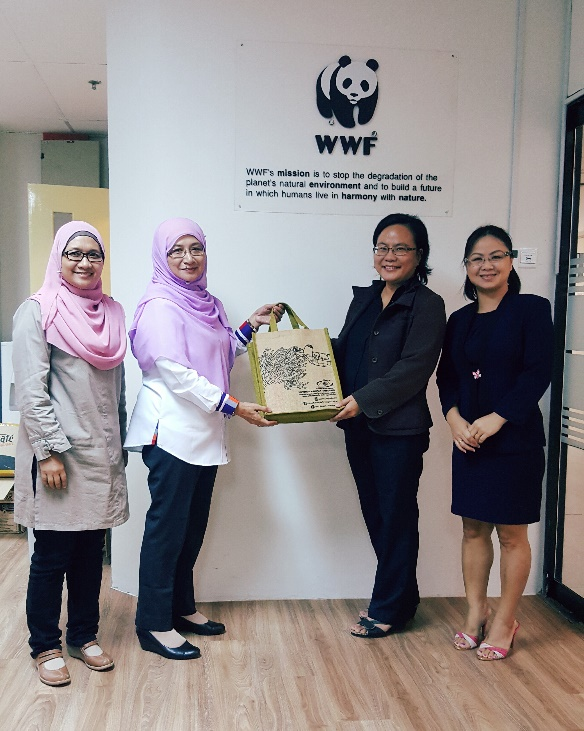 WWF
WWF's mission is to stop the degradation of the
planet's natural environment and to build a future
in which humans live in harmony with nature.